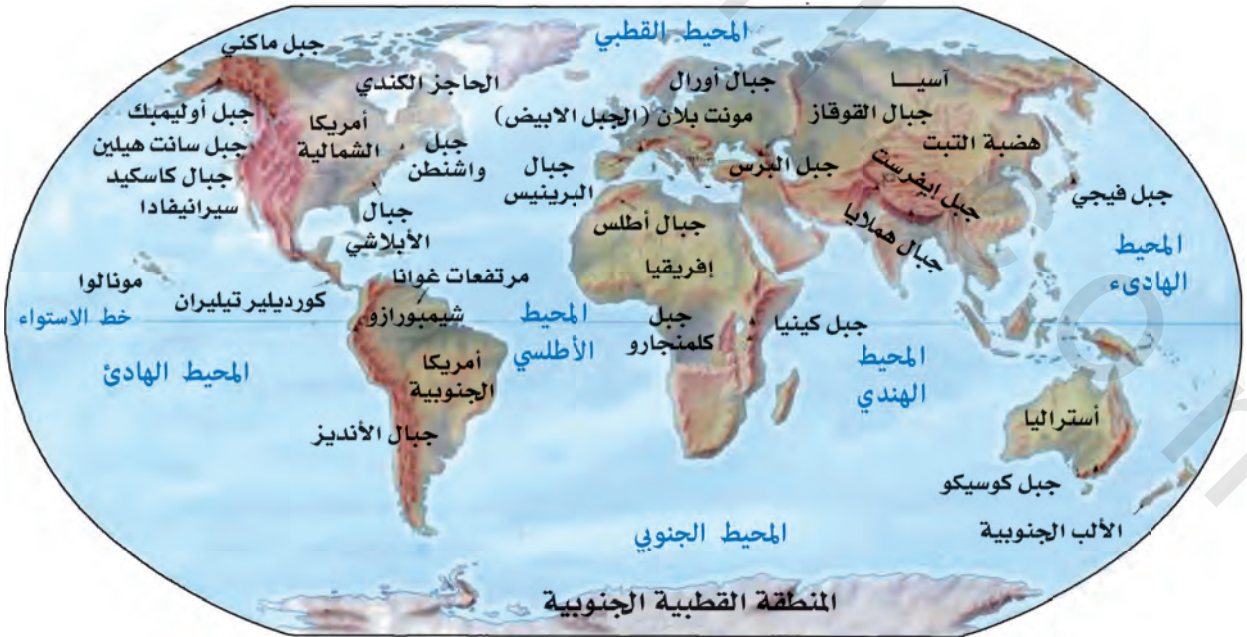 المحيط القطبي
جبل ماكني
الحاجز الكندي
جبال أورال
آسيـــا
جبل أوليمبك
أمريكا
الشمالية
مونت بلان (الجبل الابيض)
جبال القوقاز
جبل سانت هيلين
جبل
واشنطن
هضبة التبت
جبال كاسكيد
جبال
البرينيس
جبل البرس
جبل إيفرست
جبل فيجي
سيرانيفادا
جبال
الأبلاشي
جبال أطلس
جبال هملايا
المحيط
الهادىء
إفريقيا
مونالوا
كورديلير تيليران
مرتفعات غوانا
خط الاستواء
شيمبورازو
المحيط
الأطلسي
جبل
كلمنجارو
جبل كينيا
المحيط
الهندي
المحيط الهادئ
أمريكا
الجنوبية
أستراليا
جبال الأنديز
جبل كوسيكو
المحيط الجنوبي
الألب الجنوبية
المنطقة القطبية الجنوبية